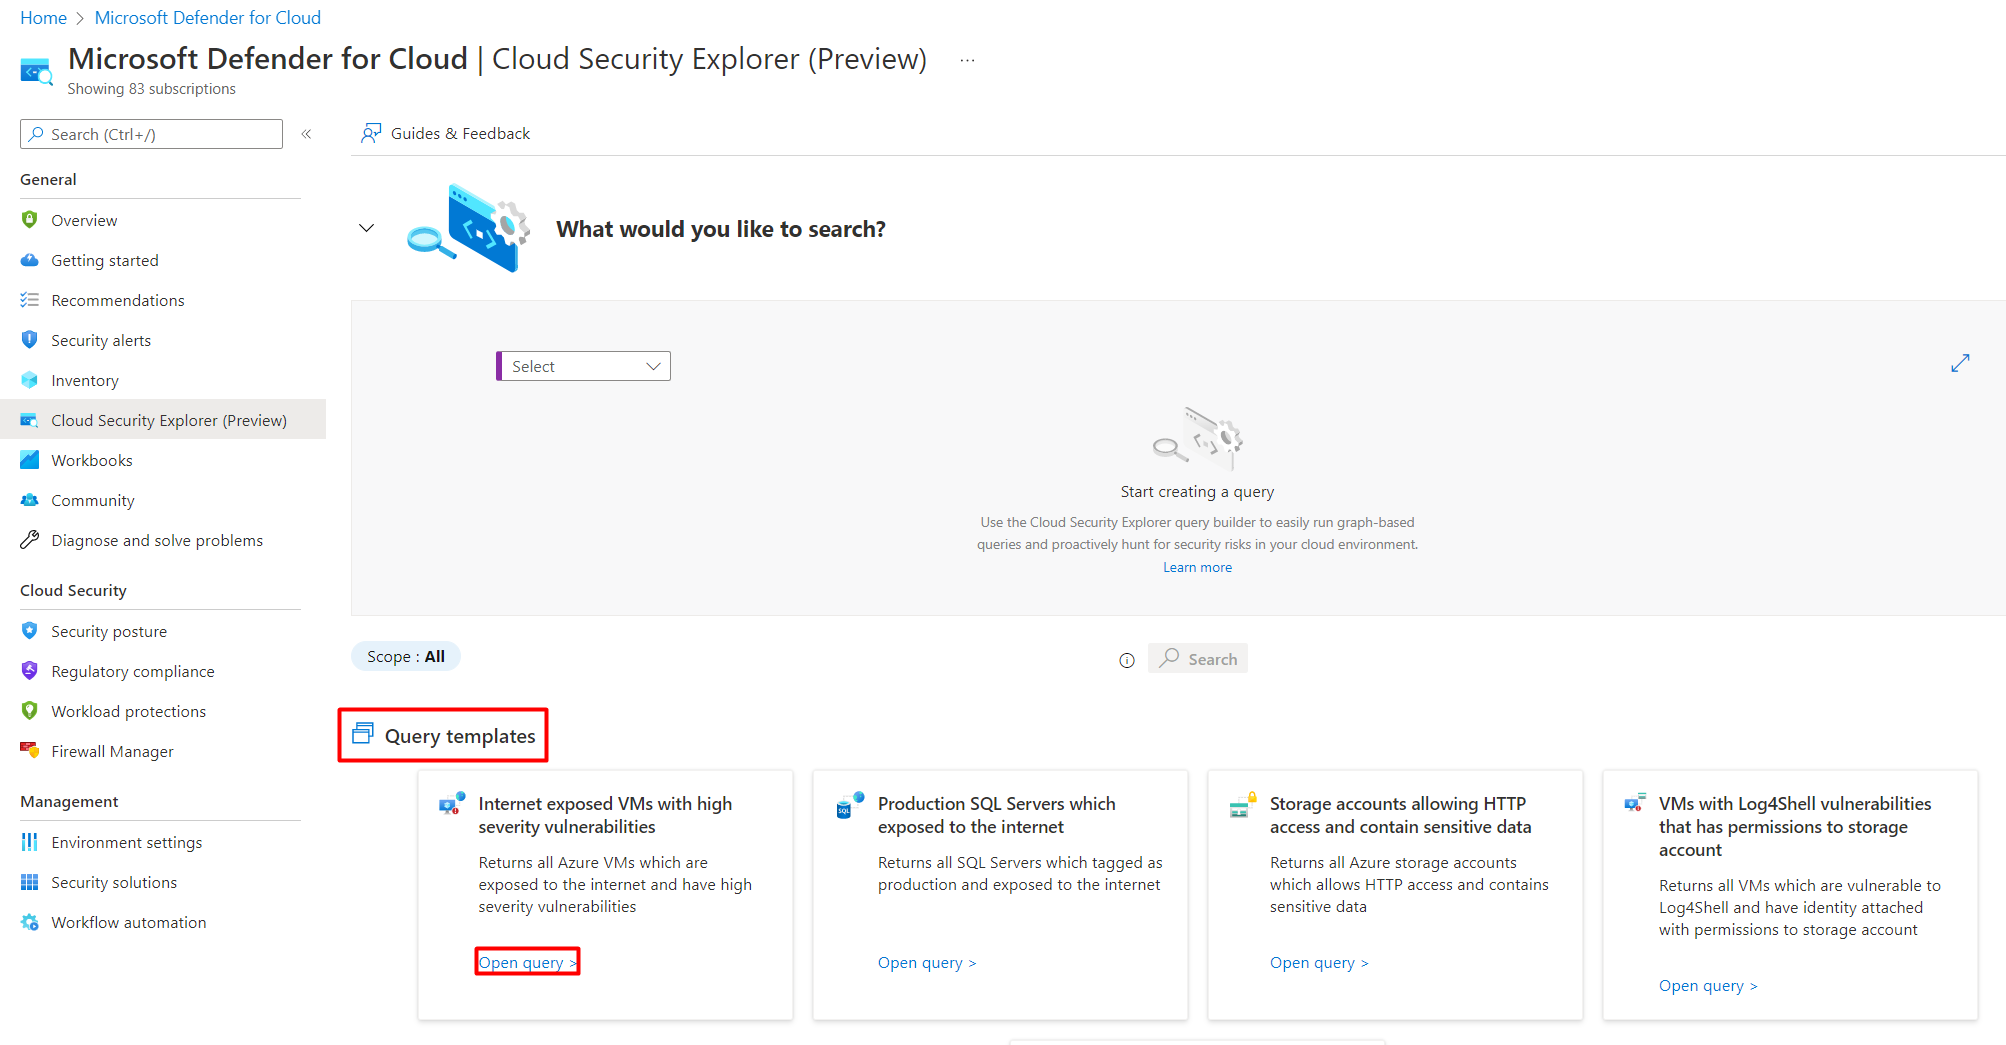 Home > Microsoft Defender for Cloud
Microsoft Defender for Cloud | Cloud Security Explorer (Preview) ...
Showing 83 subscriptions
Search (Ctrl+/)
«
Guides & Feedback
General
Overview
Getting started
Recommendations
Security alerts
Inventory
Cloud Security Explorer (Preview)
Workbooks
Community
Diagnose and solve problems
Cloud Security
Security posture
Regulatory compliance
Workload protections
Firewall Manager
Management
Environment settings
Security solutions
Workflow automation
What would you like to search?
Select
Start creating a query
Use the Cloud Security Explorer query builder to easily run graph-based
queries and proactively hunt for security risks in your cloud environment.
Learn more
Scope : All
Search
Query templates
Internet exposed VMs with high
severity vulnerabilities
Returns all Azure VMs which are
exposed to the internet and have high
severity vulnerabilities
Open query >
SQL
Production SQL Servers which
exposed to the internet
Returns all SQL Servers which tagged as
production and exposed to the internet
Open query >
Storage accounts allowing HTTP
access and contain sensitive data
Returns all Azure storage accounts
which allows HTTP access and contains
sensitive data
Open query >
VMs with Log4Shell vulnerabilities
that has permissions to storage
account
Returns all VMs which are vulnerable to
Log4Shell and have identity attached
with permissions to storage account
Open query >